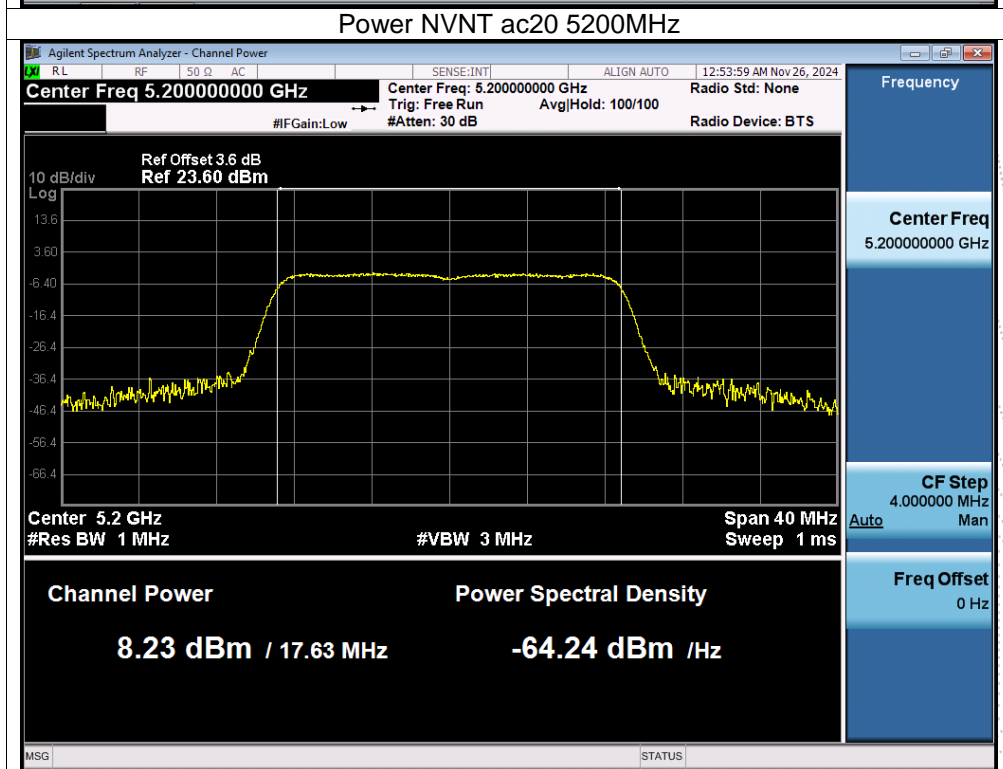 Power NVNT ac20 5200MHz
Agilent Spectrum Analyzer - Channel Power
LXI RL RF 50 Ω AC SENSE:INT ALIGN AUTO 12:53:59 AM Nov 26, 2024
Center Freq 5.200000000 GHz
Center Freq: 5.200000000 GHz
Radio Std: None
Trig: Free Run Avg|Hold: 100/100
#IFGain:Low
#Atten: 30 dB
Radio Device: BTS
Ref Offset 3.6 dB
10 dB/div Ref 23.60 dBm
Log
13.6
3.60
-6.40
-16.4
-26.4
-36.4
-46.4
-56.4
-66.4
Center 5.2 GHz Span 40 MHz
#Res BW 1 MHz #VBW 3 MHz Sweep 1 ms
Channel Power
Power Spectral Density
8.23 dBm / 17.63 MHz
-64.24 dBm /Hz
Frequency
Center Freq
5.200000000 GHz
CF Step
4.000000 MHz
Auto Man
Freq Offset
0 Hz
MSG STATUS